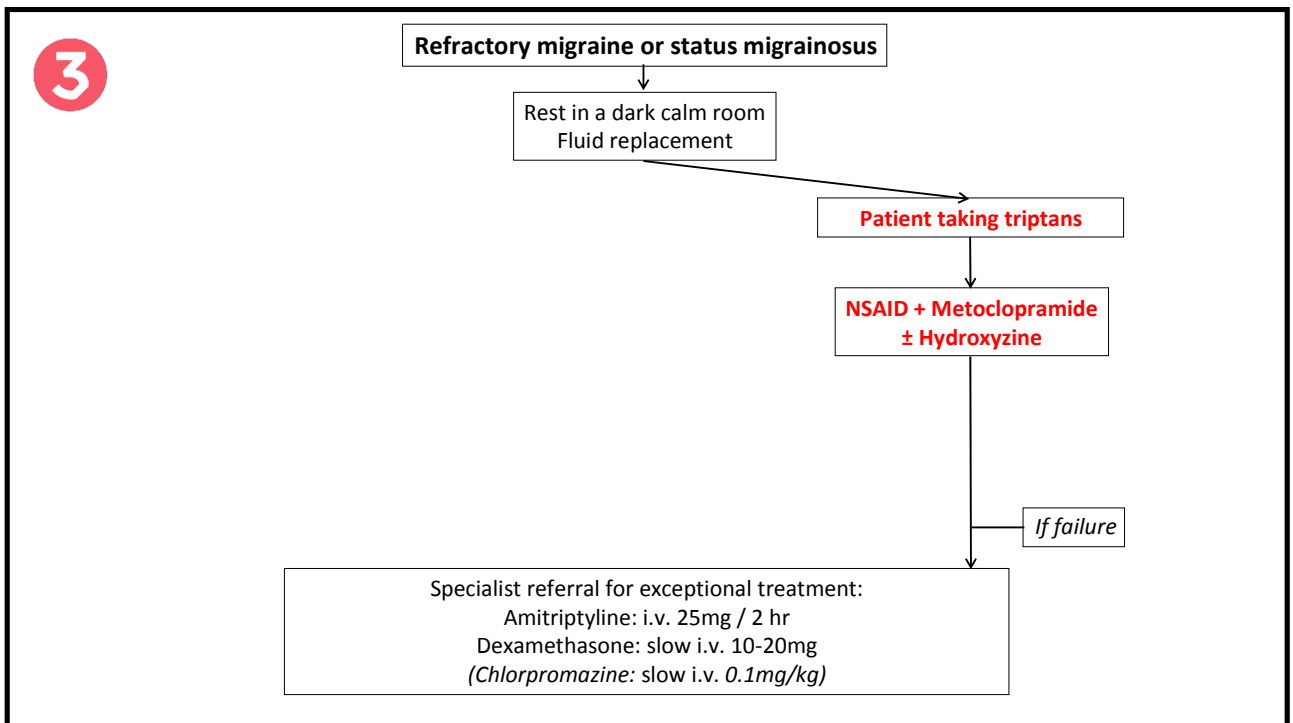 3
Refractory migraine or status migrainosus
Rest in a dark calm room
Fluid replacement
Patient taking triptans
NSAID + Metoclopramide
± Hydroxyzine
If failure
Specialist referral for exceptional treatment:
Amitriptyline: i.v. 25mg / 2 hr
Dexamethasone: slow i.v. 10-20mg
(Chlorpromazine: slow i.v. 0.1mg/kg)